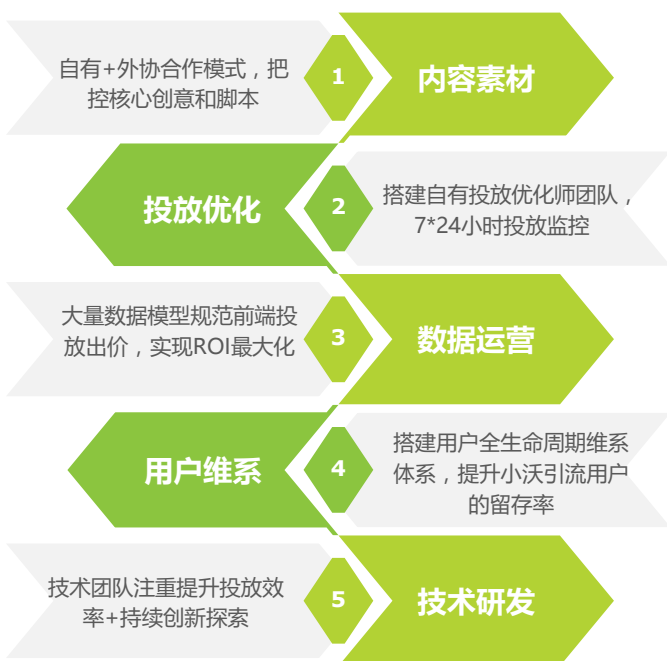 自有+外协合作模式，把
控核心创意和脚本
1
内容素材
投放优化
2
搭建自有投放优化师团队，
7*24小时投放监控
大量数据模型规范前端投
放出价，实现ROI最大化
3
数据运营
用户维系
4
搭建用户全生命周期维系
体系，提升小沃引流用户
的留存率
技术团队注重提升投放效
率+持续创新探索
5
技术研发